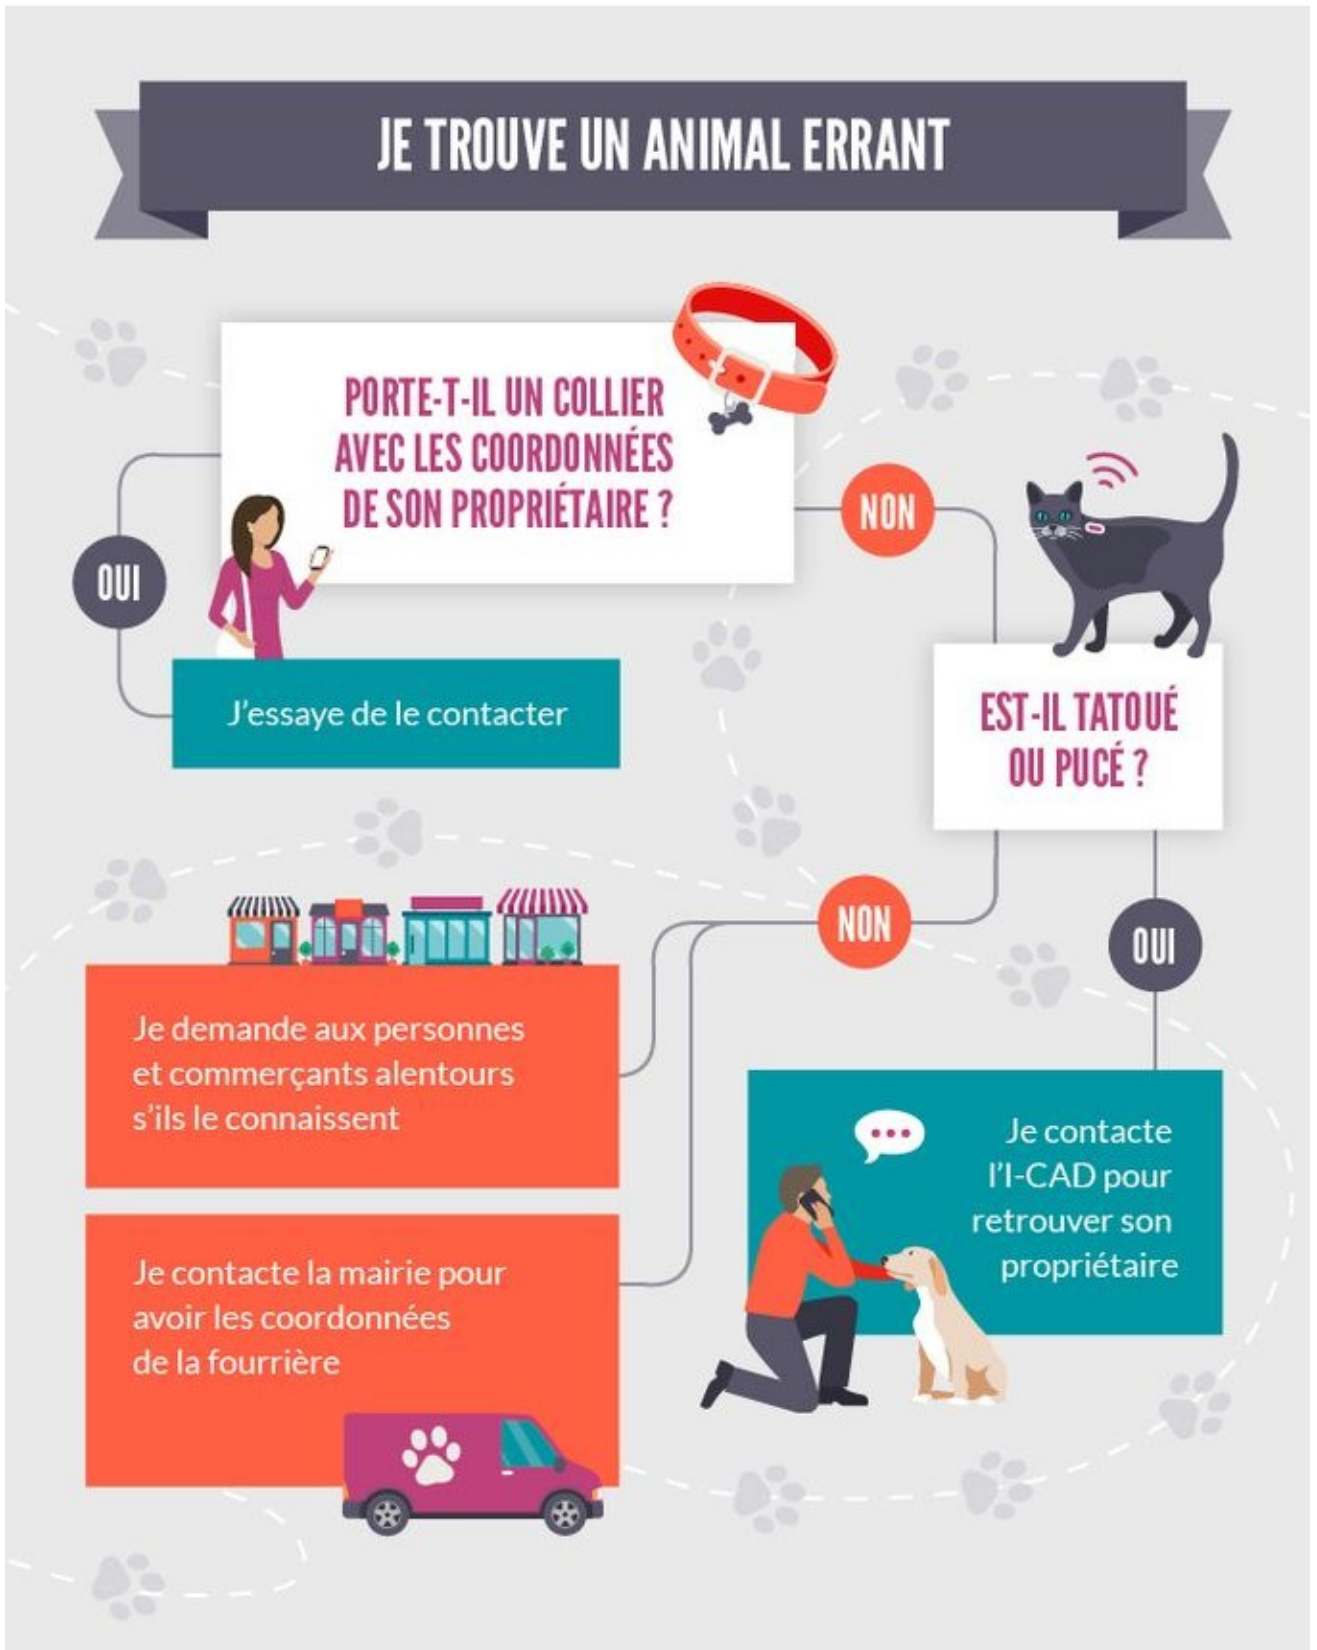 JE TROUVE UN ANIMAL ERRANT
PORTE-T-IL UN COLLIER
AVEC LES COORDONNÉES
DE SON PROPRIÉTAIRE ?
OUI
NON
J'essaye de le contacter
EST-IL TATOUÉ
OU PUCÉ ?
NON
OUI
Je demande aux personnes
et commerçants alentours
s'ils le connaissent
Je contacte la mairie pour
avoir les coordonnées
de la fourrière
Je contacte
l'I-CAD pour
retrouver son
propriétaire